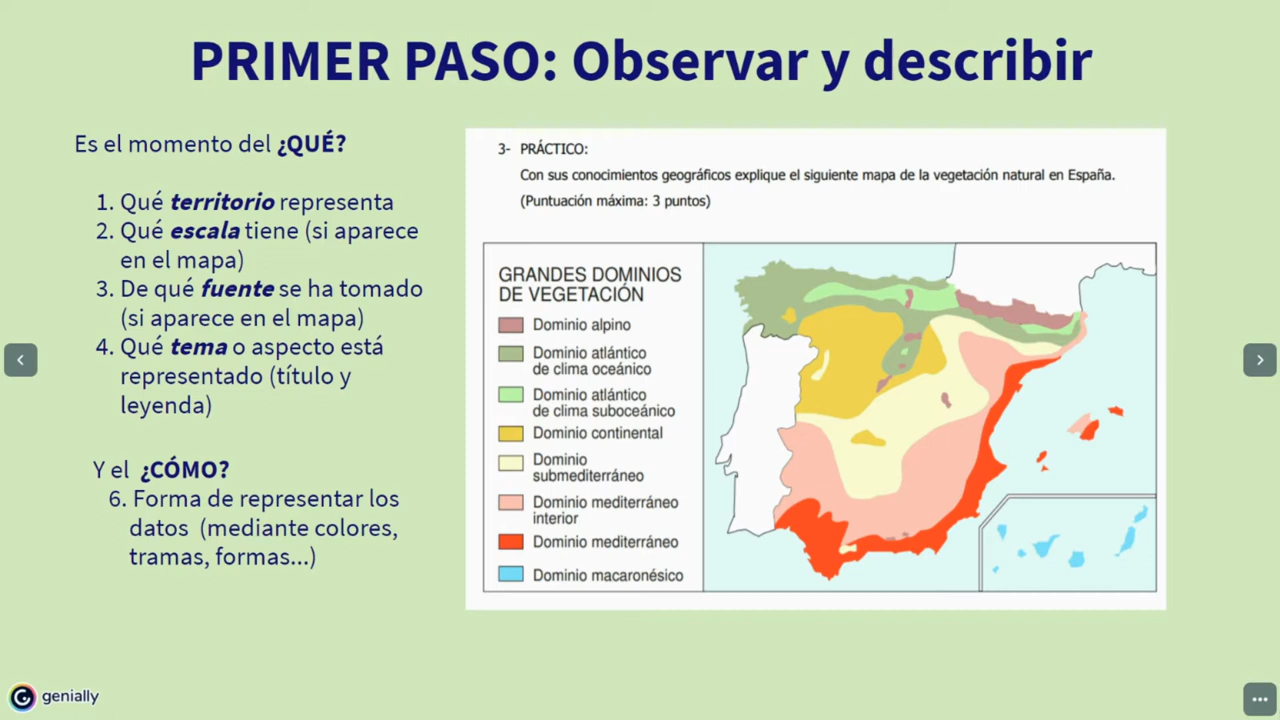 PRIMER PASO: Observar y describir
Es el momento del ¿QUÉ?
1. Qué territorio representa
2. Qué escala tiene (si aparece
en el mapa)
3. De qué fuente se ha tomado
(si aparece en el mapa)
4. Qué tema o aspecto está
representado (título y
leyenda)
Y el ¿CÓMO?
6. Forma de representar los
datos (mediante colores,
tramas, formas...)
3- PRÁCTICO:
Con sus conocimientos geográficos explique el siguiente mapa de la vegetación natural en España.
(Puntuación máxima: 3 puntos)
GRANDES DOMINIOS
DE VEGETACIÓN
Dominio alpino
Dominio atlántico
de clima oceánico
Dominio atlántico
de clima suboceánico
Dominio continental
Dominio
submediterráneo
Dominio mediterráneo
interior
Dominio mediterráneo
Dominio macaronésico
genially